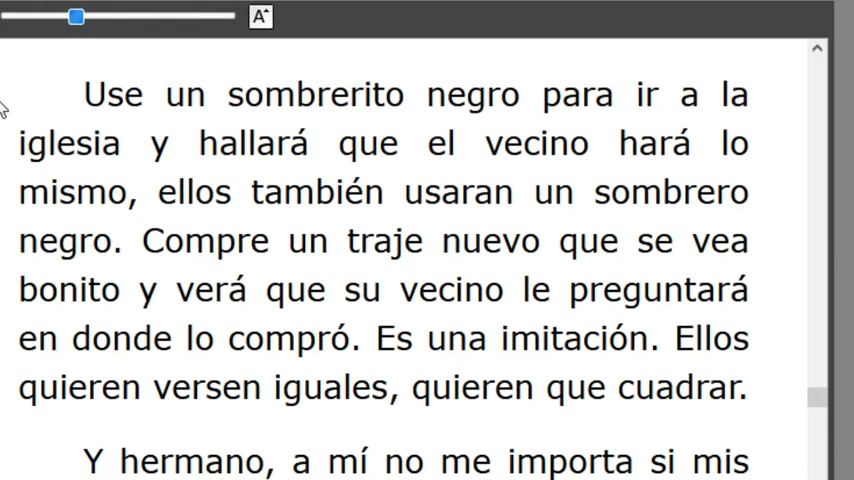 A
Use un sombrerito negro para ir a la
iglesia y hallará que el vecino hará lo
mismo, ellos también usaran un sombrero
negro. Compre un traje nuevo que se vea
bonito y verá que su vecino le preguntará
en donde lo compró. Es una imitación. Ellos
quieren versen iguales, quieren que cuadrar.
Y hermano, a mí no me importa si mis